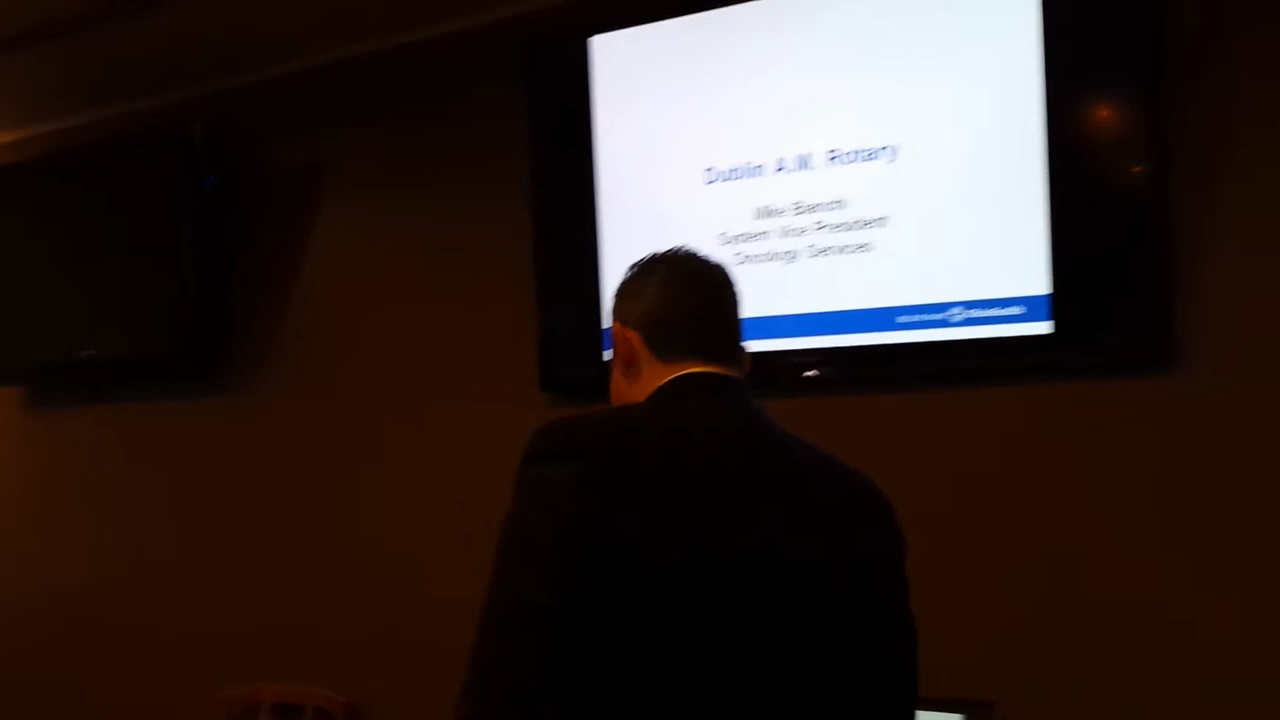 Dublin A.M. Rotary
Mike
System Vice President
Oncology Services